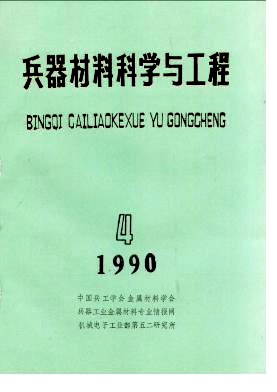 兵器材料科学与工程
BINGQI CAILIAOKEXUE YU GONGCHENG
4
1990
中国兵工学会金属材料学会
兵器工业金属材料专业情报网
机械电子工业部第五二研究所